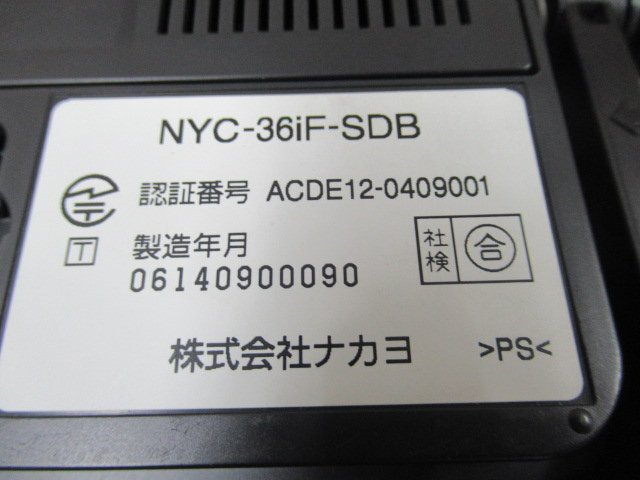 NYC-36iF-SDB
認証番号 ACDE12-0409001
T 製造年月
06140900090
社検 合
株式会社ナカヨ >PS<